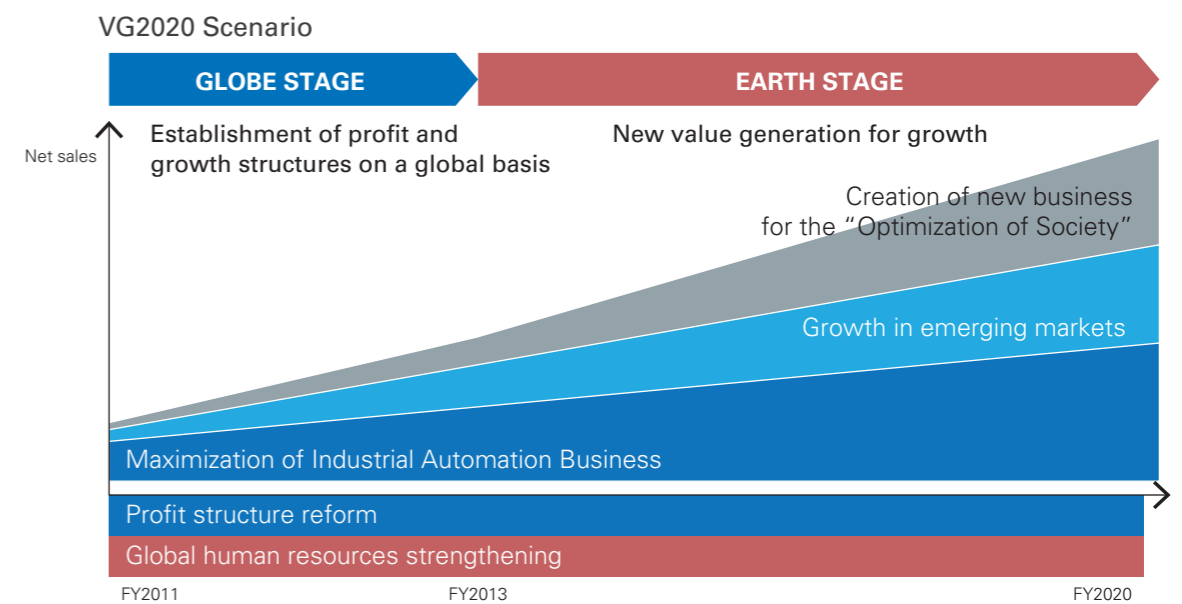 VG2020 Scenario
GLOBE STAGE
EARTH STAGE
Net sales
Establishment of profit and
growth structures on a global basis
New value generation for growth
Creation of new business
for the “Optimization of Society”
Growth in emerging markets
Maximization of Industrial Automation Business
Profit structure reform
Global human resources strengthening
FY2011
FY2013
FY2020